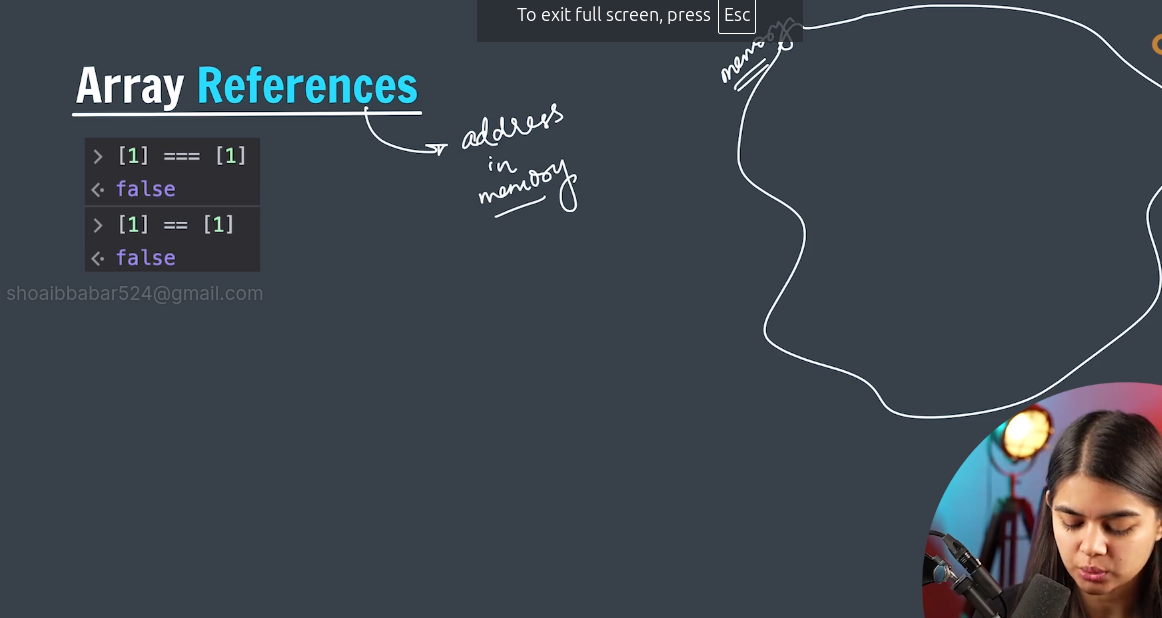 To exit full screen, press Esc
memory
Array References
address
in
memory
> [1] === [1]
false
> [1] == [1]
false
shoaibbabar524@gmail.com